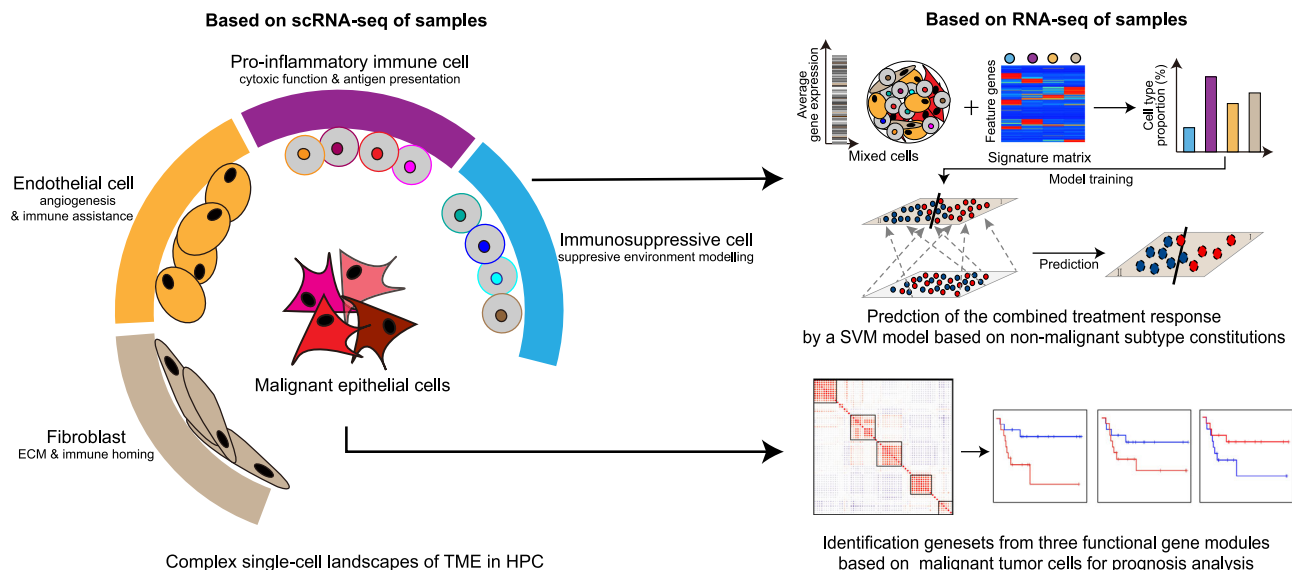 Based on scRNA-seq of samples
Pro-inflammatory immune cell
cytoxic function & antigen presentation
Endothelial cell
angiogenesis
& immune assistance
Immunosuppressive cell
suppresive environment modelling
Malignant epithelial cells
Fibroblast
ECM & immune homing
Complex single-cell landscapes of TME in HPC
Based on RNA-seq of samples
Average
gene expression
Mixed cells
+
Feature genes
Signature matrix
Cell type
proportion (%)
Model training
I
II
Prediction
I
II
Predction of the combined treatment response
by a SVM model based on non-malignant subtype constitutions
Identification genesets from three functional gene modules
based on malignant tumor cells for prognosis analysis